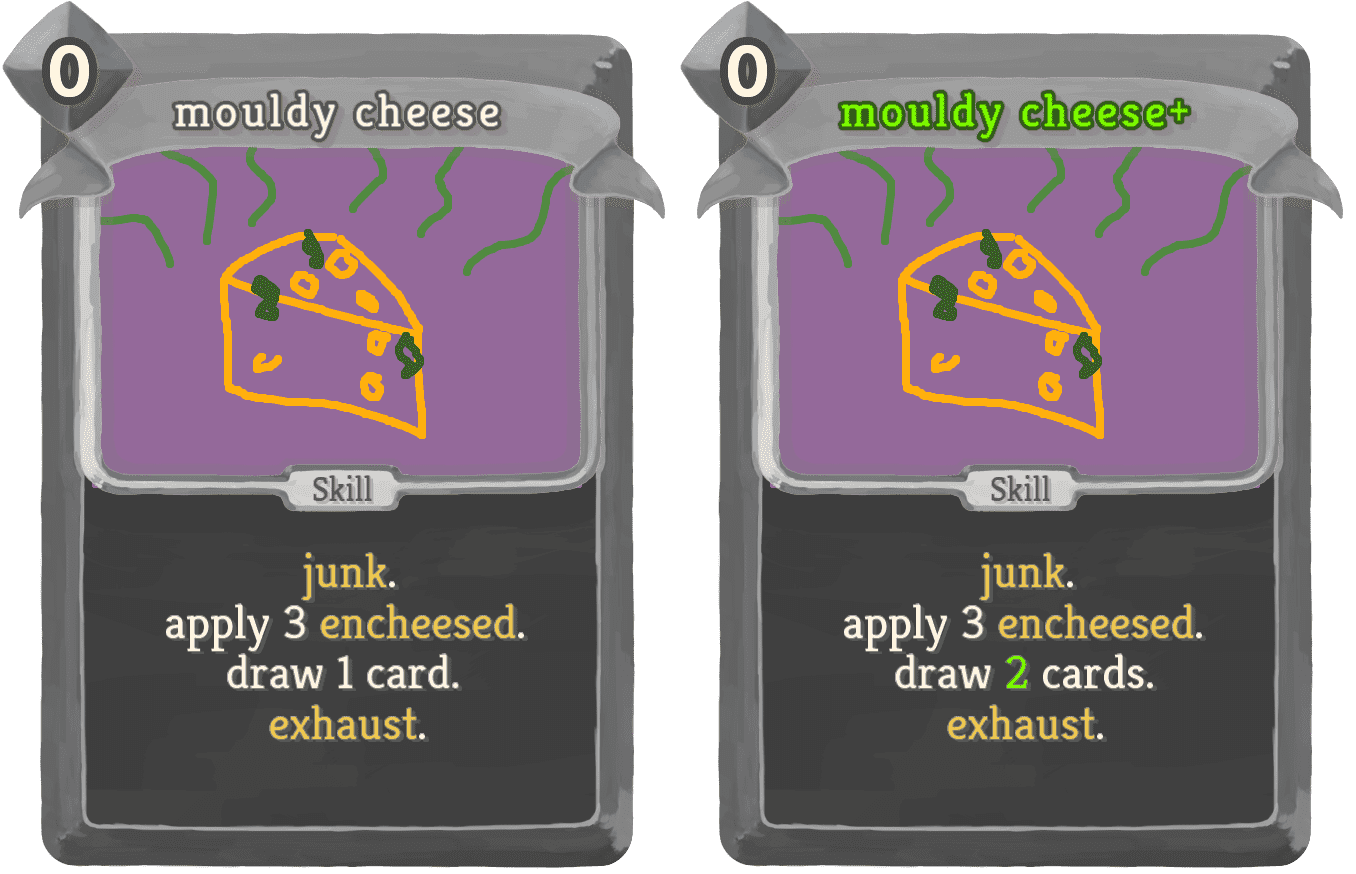 0
mouldy cheese
Skill
junk.
apply 3 encheesed.
draw 1 card.
exhaust.
0
mouldy cheese+
Skill
junk.
apply 3 encheesed.
draw 2 cards.
exhaust.